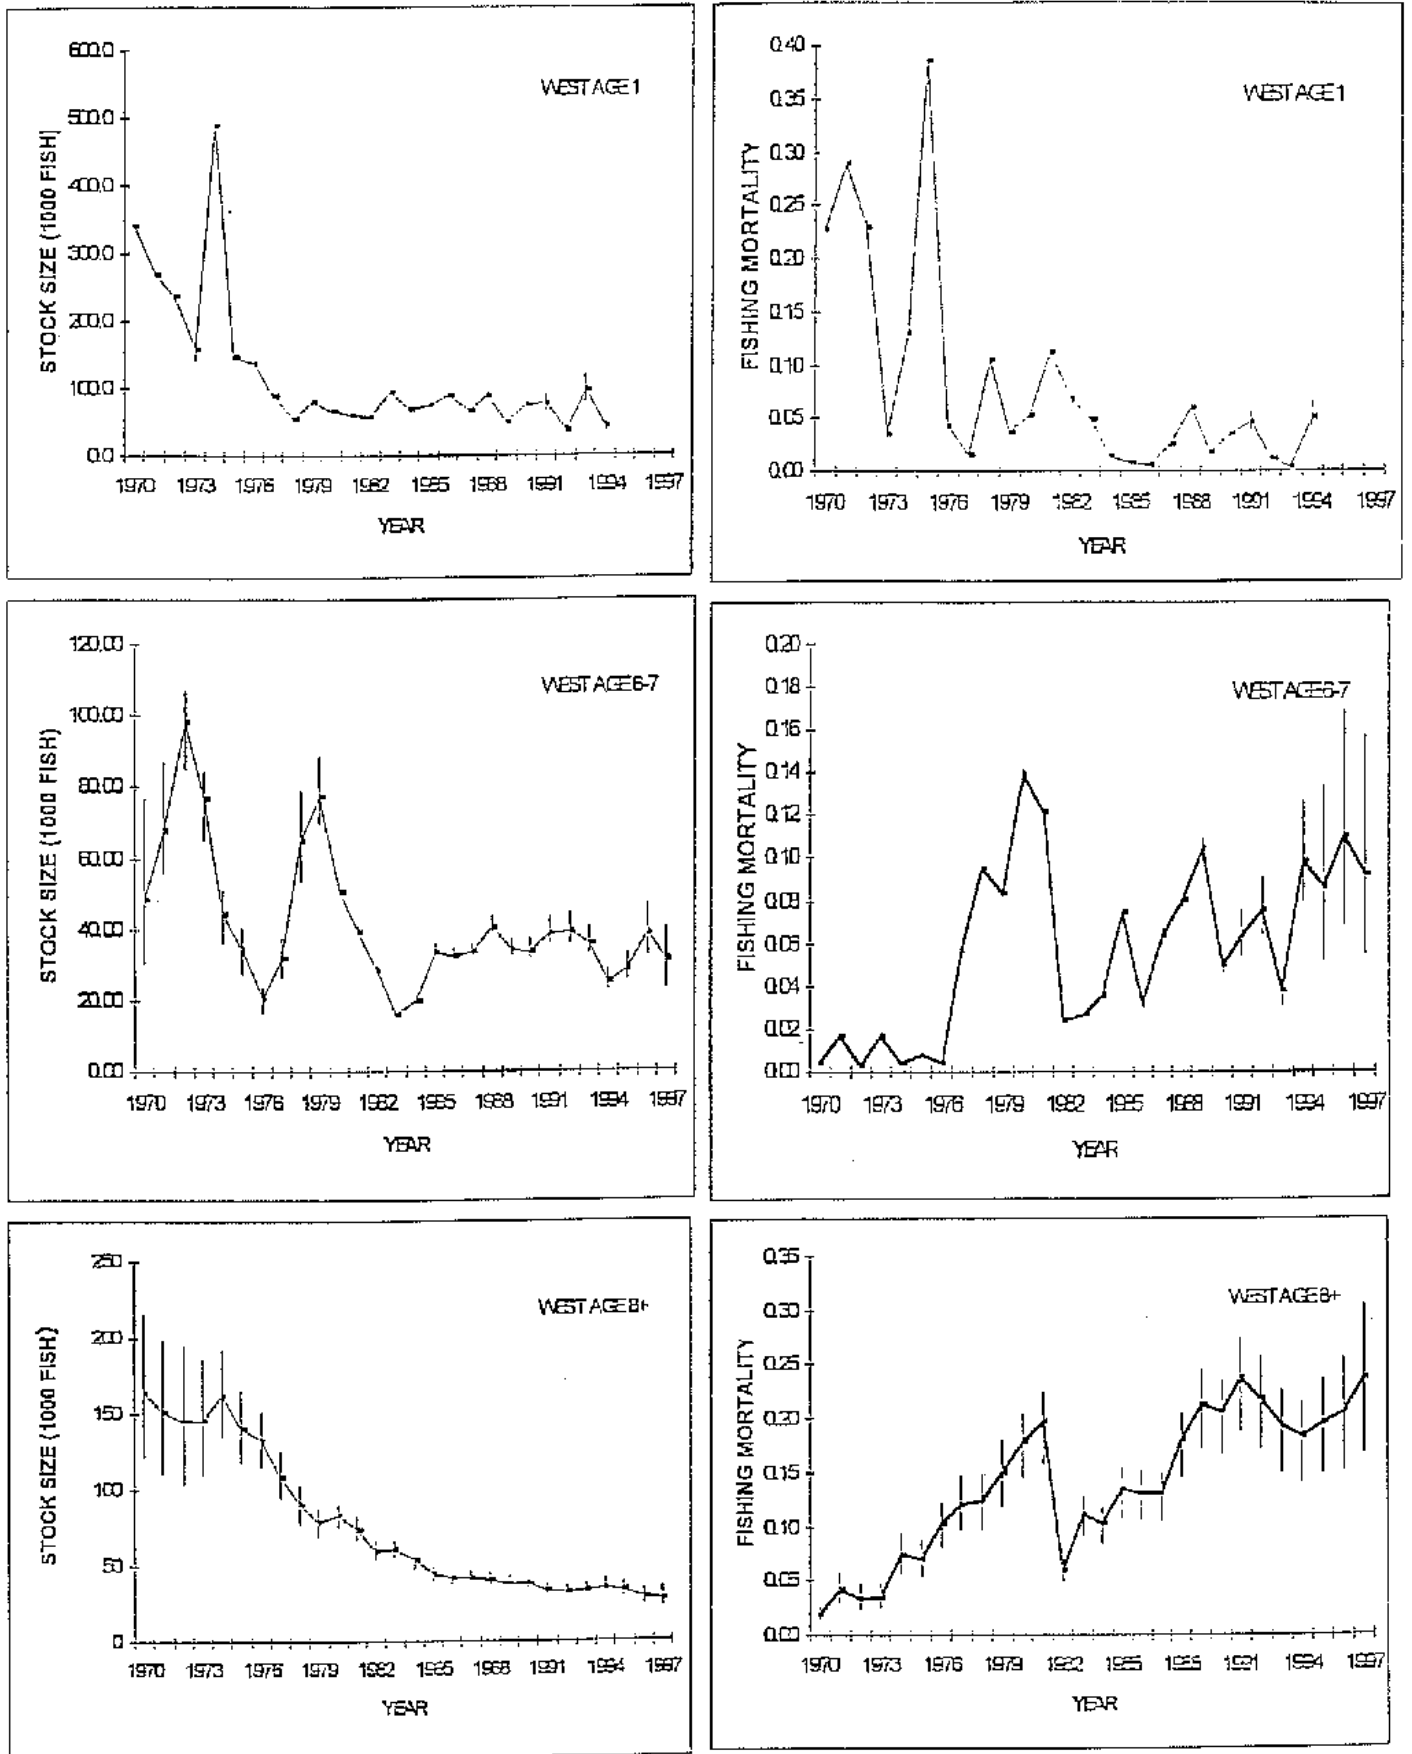 WEST AGE 1
STOCK SIZE (1000 FISH)
600.0
500.0
400.0
300.0
200.0
100.0
0.0
1970 1973 1976 1979 1982 1985 1988 1991 1994 1997
YEAR
WEST AGE 1
FISHING MORTALITY
0.40
0.35
0.30
0.25
0.20
0.15
0.10
0.05
0.00
1970 1973 1976 1979 1982 1985 1988 1991 1994 1997
YEAR
WEST AGE 6-7
STOCK SIZE (1000 FISH)
120.00
100.00
80.00
60.00
40.00
20.00
0.00
1970 1973 1976 1979 1982 1985 1988 1991 1994 1997
YEAR
WEST AGE 6-7
FISHING MORTALITY
0.20
0.18
0.16
0.14
0.12
0.10
0.08
0.06
0.04
0.02
0.00
1970 1973 1976 1979 1982 1985 1988 1991 1994 1997
YEAR
WEST AGE 8+
STOCK SIZE (1000 FISH)
250
200
150
100
50
0
1970 1973 1976 1979 1982 1985 1988 1991 1994 1997
YEAR
WEST AGE 8+
FISHING MORTALITY
0.35
0.30
0.25
0.20
0.15
0.10
0.05
0.00
1970 1973 1976 1979 1982 1985 1988 1991 1994 1997
YEAR